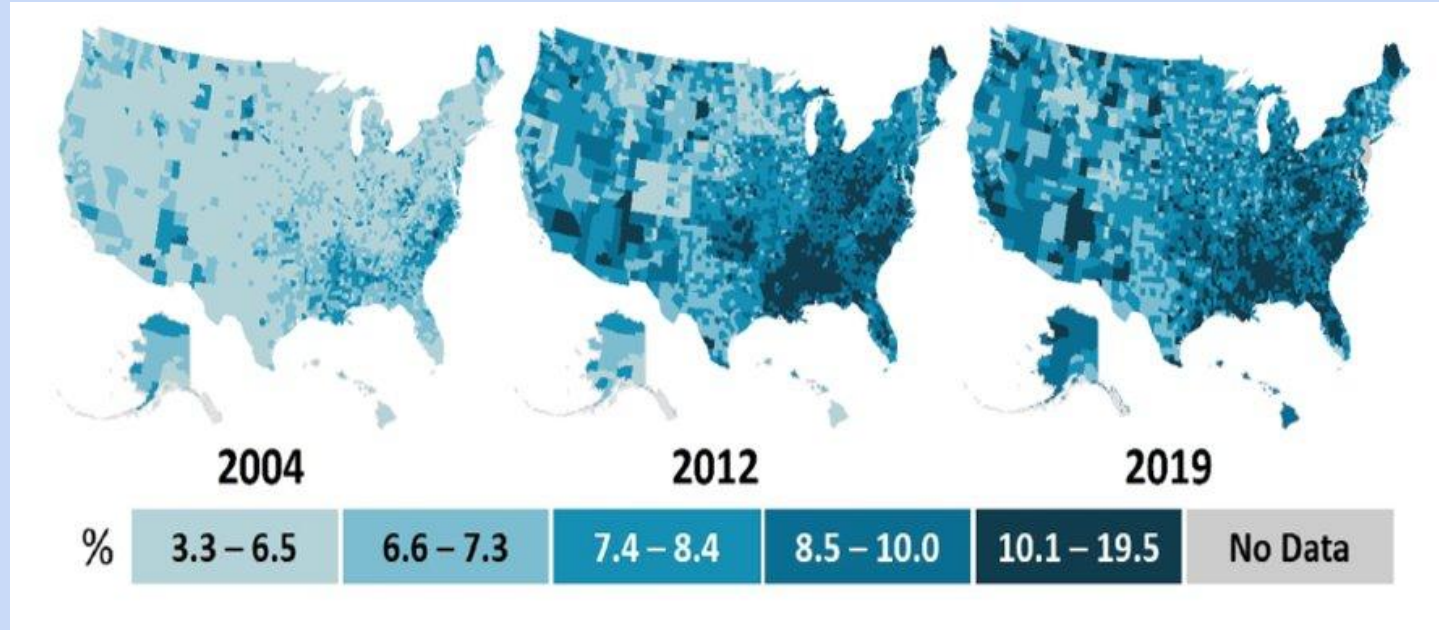 2004 2012 2019
% 3.3 – 6.5 6.6 – 7.3 7.4 – 8.4 8.5 – 10.0 10.1 – 19.5 No Data